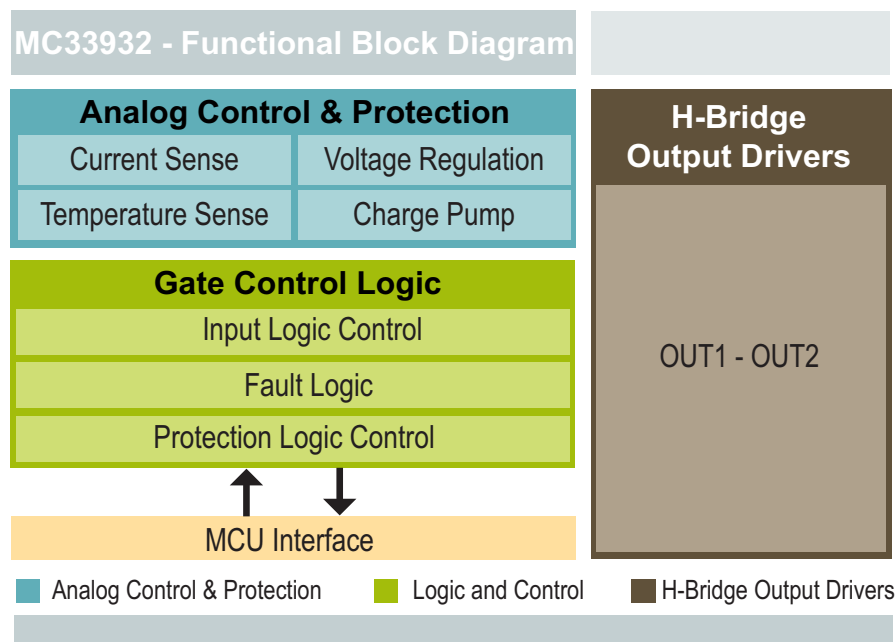 MC33932 - Functional Block Diagram
Analog Control & Protection
Current Sense
Voltage Regulation
Temperature Sense
Charge Pump
Gate Control Logic
Input Logic Control
Fault Logic
Protection Logic Control
MCU Interface
H-Bridge
Output Drivers
OUT1 - OUT2
Analog Control & Protection
Logic and Control
H-Bridge Output Drivers